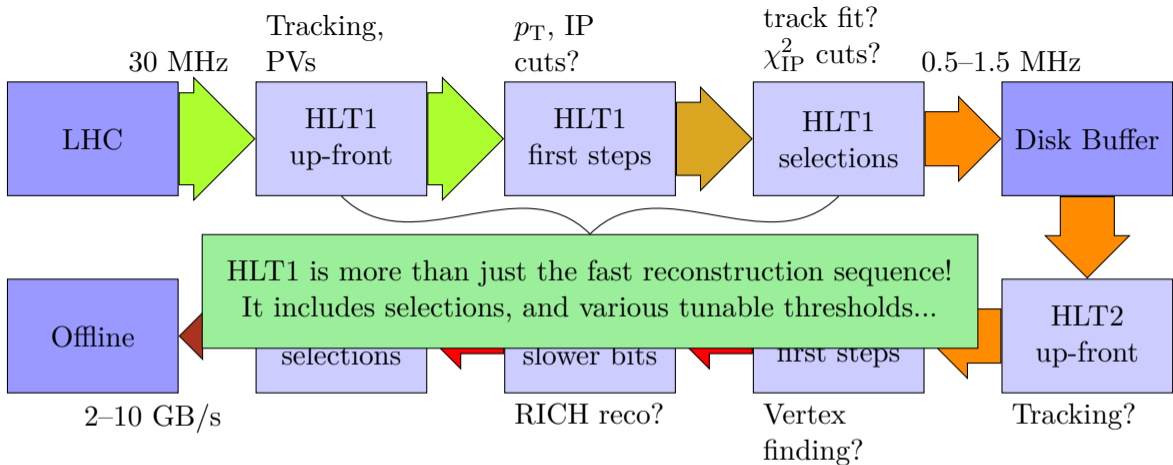 Tracking,
PVs
p_T, IP
cuts?
track fit?
χ²_IP cuts?
30 MHz
0.5–1.5 MHz
LHC
HLT1
up-front
HLT1
first steps
HLT1
selections
Disk Buffer
HLT1 is more than just the fast reconstruction sequence!
It includes selections, and various tunable thresholds...
Offline
selections
slower bits
first steps
HLT2
up-front
2–10 GB/s
RICH reco?
Vertex
finding?
Tracking?